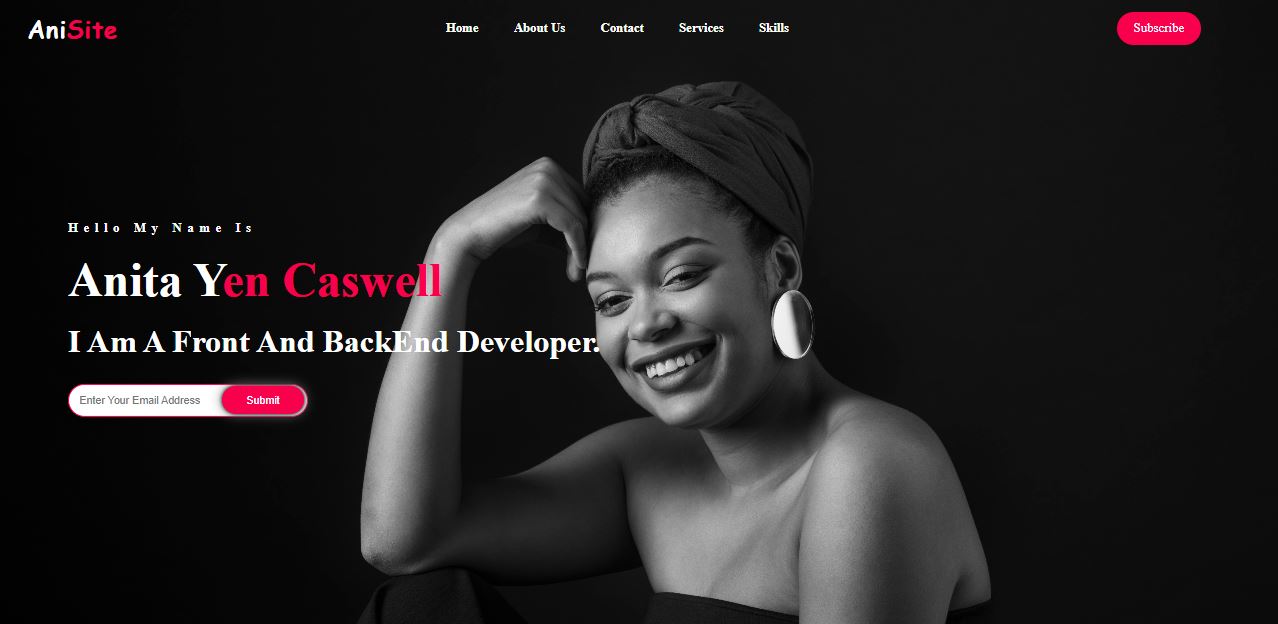 AniSite
Home
About Us
Contact
Services
Skills
Subscribe
Hello My Name Is
Anita Yen Caswell
I Am A Front And BackEnd Developer.
Enter Your Email Address
Submit